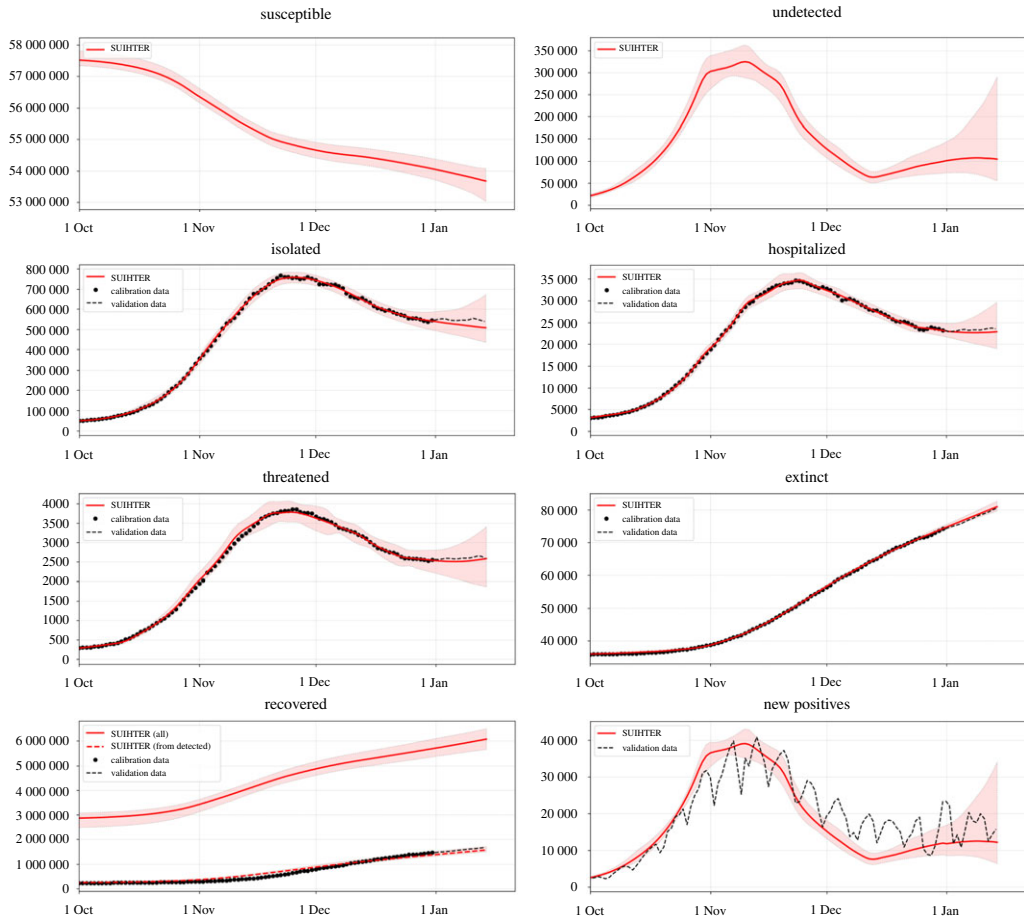 susceptible
SUIHTER
58 000 000
57 000 000
56 000 000
55 000 000
54 000 000
53 000 000
1 Oct
1 Nov
1 Dec
1 Jan
undetected
SUIHTER
350 000
300 000
250 000
200 000
150 000
100 000
50 000
0
1 Oct
1 Nov
1 Dec
1 Jan
isolated
SUIHTER
calibration data
validation data
800 000
700 000
600 000
500 000
400 000
300 000
200 000
100 000
0
1 Oct
1 Nov
1 Dec
1 Jan
hospitalized
SUIHTER
calibration data
validation data
35 000
30 000
25 000
20 000
15 000
10 000
5000
0
1 Oct
1 Nov
1 Dec
1 Jan
threatened
SUIHTER
calibration data
validation data
4000
3500
3000
2500
2000
1500
1000
500
0
1 Oct
1 Nov
1 Dec
1 Jan
extinct
SUIHTER
calibration data
validation data
80 000
70 000
60 000
50 000
40 000
1 Oct
1 Nov
1 Dec
1 Jan
recovered
SUIHTER (all)
SUIHTER (from detected)
calibration data
validation data
6 000 000
5 000 000
4 000 000
3 000 000
2 000 000
1 000 000
0
1 Oct
1 Nov
1 Dec
1 Jan
new positives
SUIHTER
validation data
40 000
30 000
20 000
10 000
0
1 Oct
1 Nov
1 Dec
1 Jan